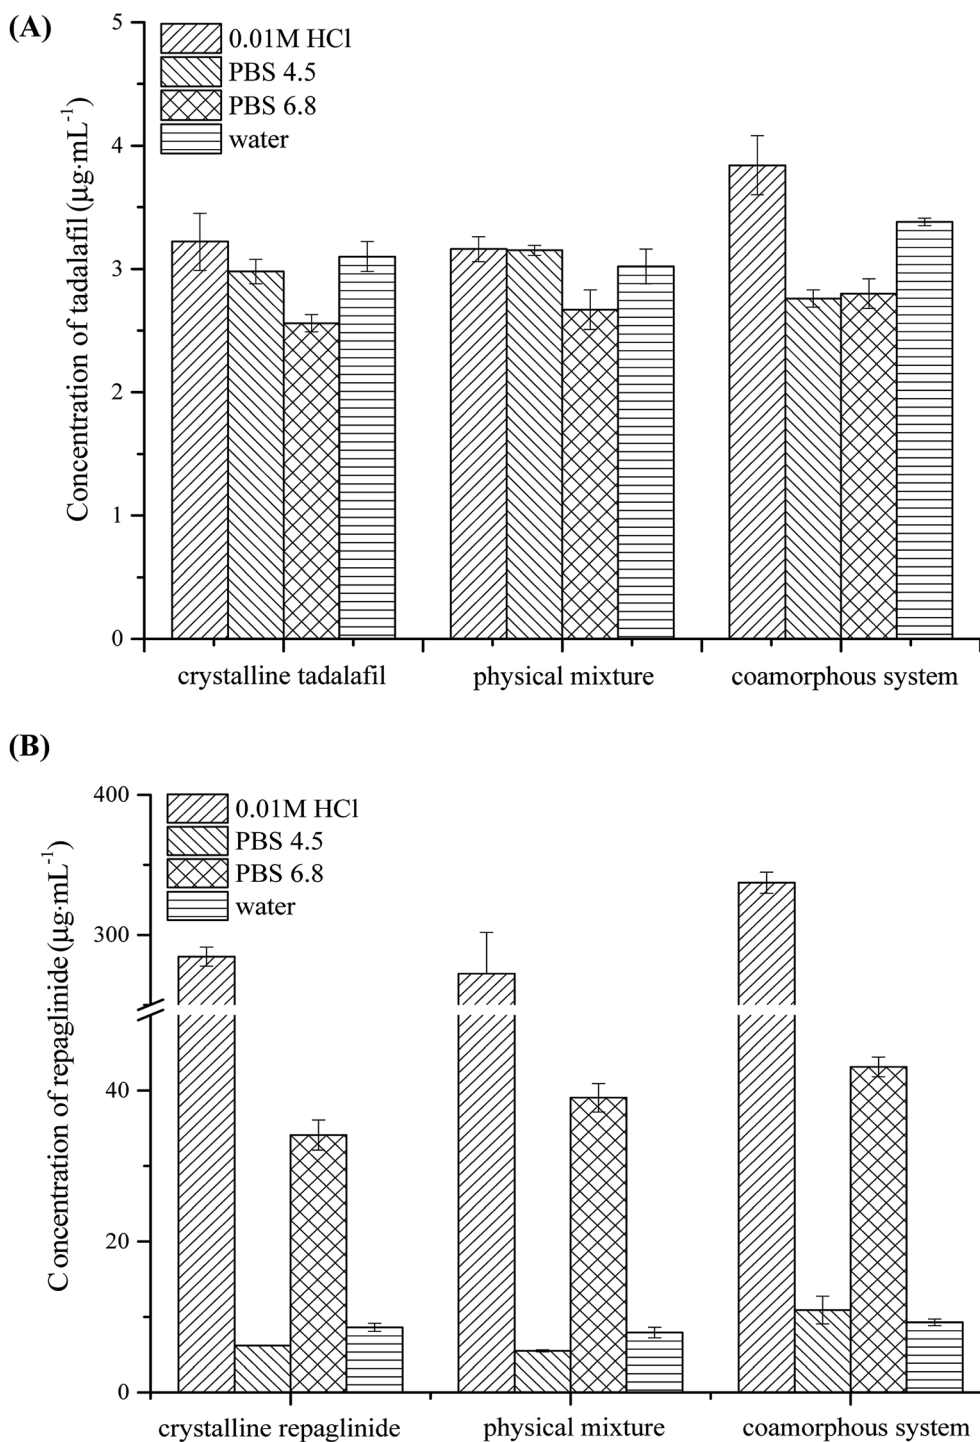 (A)
5
4
3
2
1
0
Concentration of tadalafil (μg·mL⁻¹)
0.01M HCl
PBS 4.5
PBS 6.8
water
crystalline tadalafil
physical mixture
coamorphous system
(B)
400
300
40
20
0
Concentration of repaglinide (μg·mL⁻¹)
0.01M HCl
PBS 4.5
PBS 6.8
water
crystalline repaglinide
physical mixture
coamorphous system